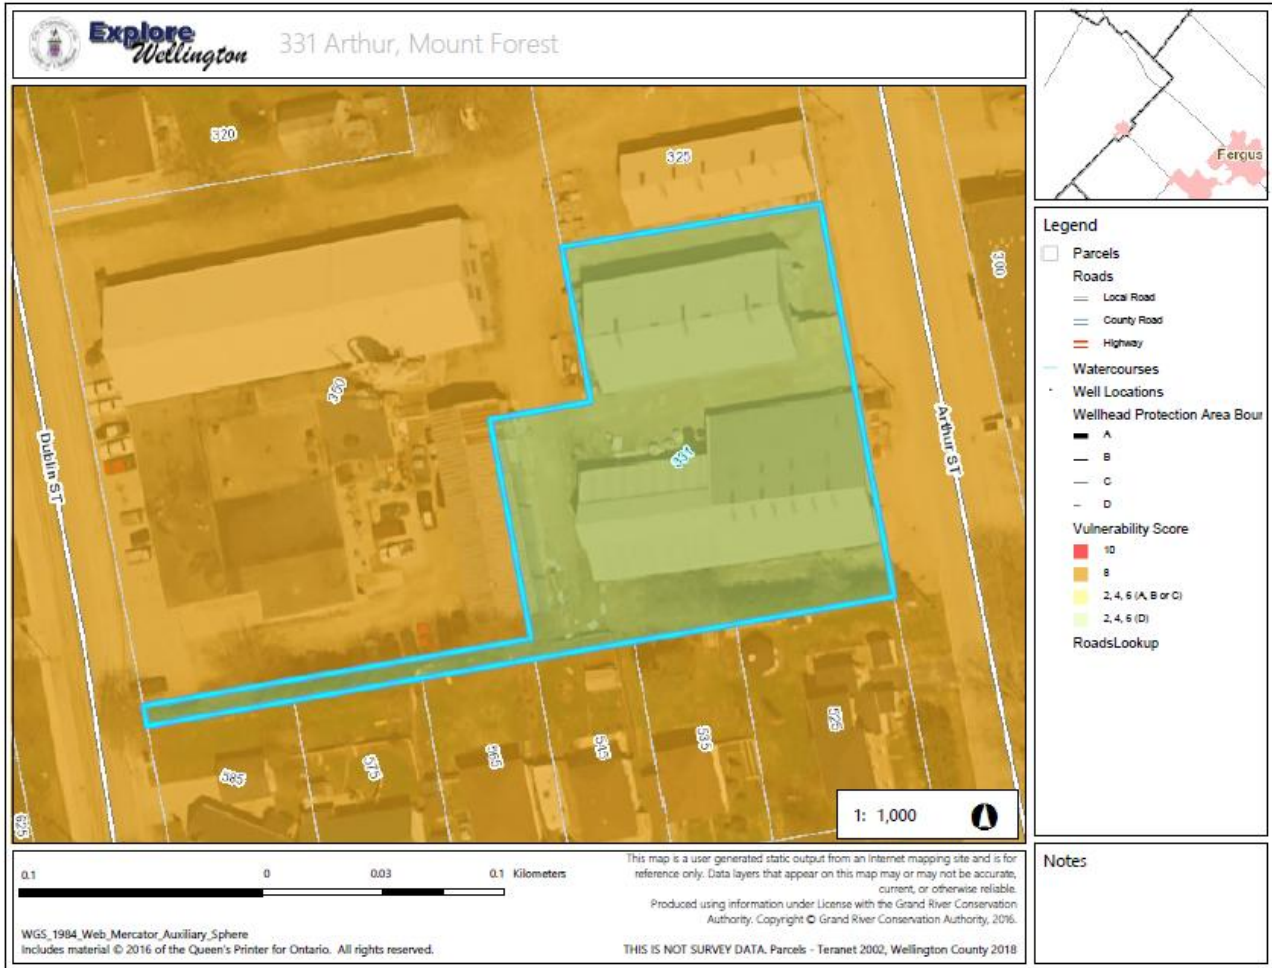 Explore
Wellington
331 Arthur, Mount Forest
Fergus
320
325
300
350
331
Dublin ST
Arthur ST
585
575
565
545
535
525
625
1: 1,000
Legend
Parcels
Roads
Local Road
County Road
Highway
Watercourses
Well Locations
Wellhead Protection Area Bour
A
B
C
D
Vulnerability Score
10
8
2, 4, 6 (A, B or C)
2, 4, 6 (D)
RoadsLookup
0.1 0 0.03 0.1 Kilometers
WGS_1984_Web_Mercator_Auxiliary_Sphere
Includes material © 2016 of the Queen's Printer for Ontario. All rights reserved.
This map is a user generated static output from an Internet mapping site and is for
reference only. Data layers that appear on this map may or may not be accurate,
current, or otherwise reliable.
Produced using information under License with the Grand River Conservation
Authority. Copyright © Grand River Conservation Authority, 2016.
THIS IS NOT SURVEY DATA. Parcels - Teranet 2002, Wellington County 2018
Notes